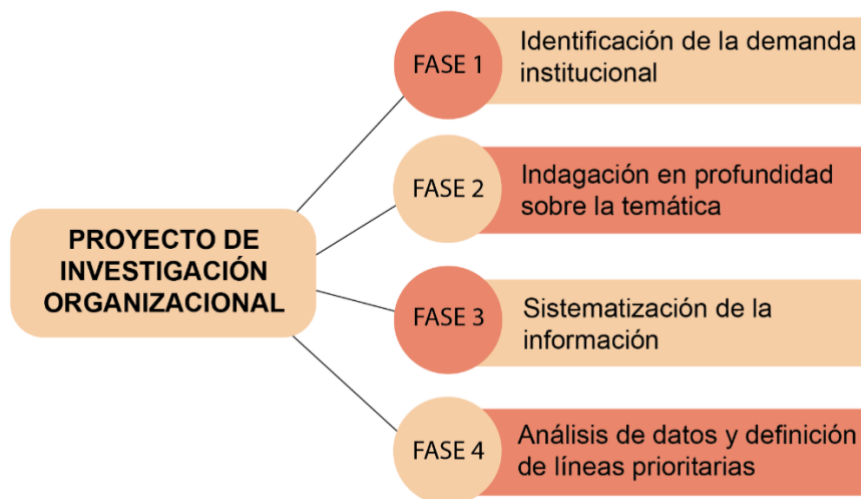 FASE 1
Identificación de la demanda
institucional
FASE 2
Indagación en profundidad
sobre la temática
PROYECTO DE
INVESTIGACIÓN
ORGANIZACIONAL
FASE 3
Sistematización de la
información
FASE 4
Análisis de datos y definición
de líneas prioritarias